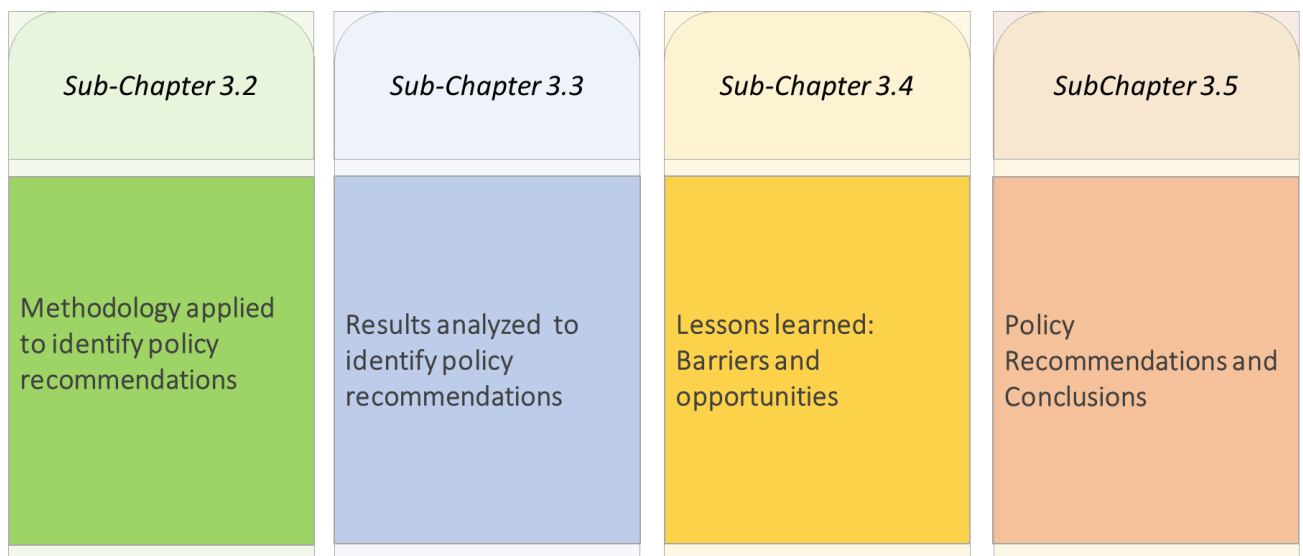 Sub-Chapter 3.2
Sub-Chapter 3.3
Sub-Chapter 3.4
SubChapter 3.5
Methodology applied
to identify policy
recommendations
Results analyzed  to
identify policy
recommendations
Lessons learned:
Barriers and
opportunities
Policy
Recommendations and
Conclusions